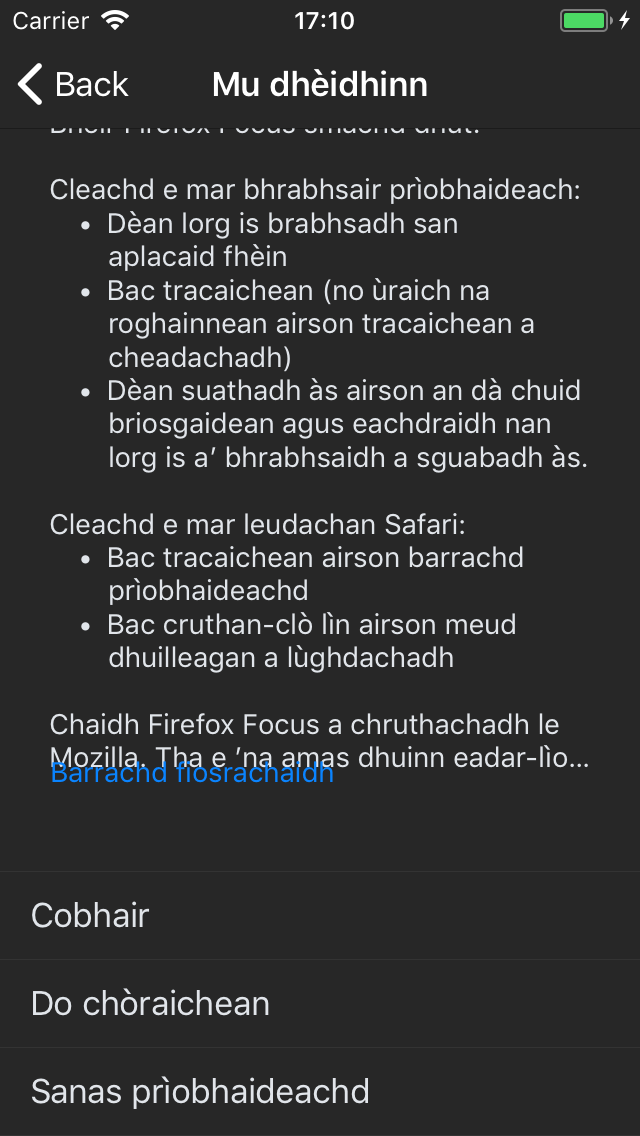 Carrier 17:10
Back Mu dhèidhinn
Bheir Firefox Focus smachd dhut.
Cleachd e mar bhrabhsair prìobhaideach:
• Dèan lorg is brabhsadh san
aplacaid fhèin
• Bac tracaichean (no ùraich na
roghainnean airson tracaichean a
cheadachadh)
• Dèan suathadh às airson an dà chuid
briosgaidean agus eachdraidh nan
lorg is a’ bhrabhsaidh a sguabadh às.
Cleachd e mar leudachan Safari:
• Bac tracaichean airson barrachd
prìobhaideachd
• Bac cruthan-clò lìn airson meud
dhuilleagan a lùghdachadh
Chaidh Firefox Focus a chruthachadh le
Mozilla. Tha e ’na amas dhuinn eadar-lìo...
Barrachd fiosrachaidh
Cobhair
Do chòraichean
Sanas prìobhaideachd